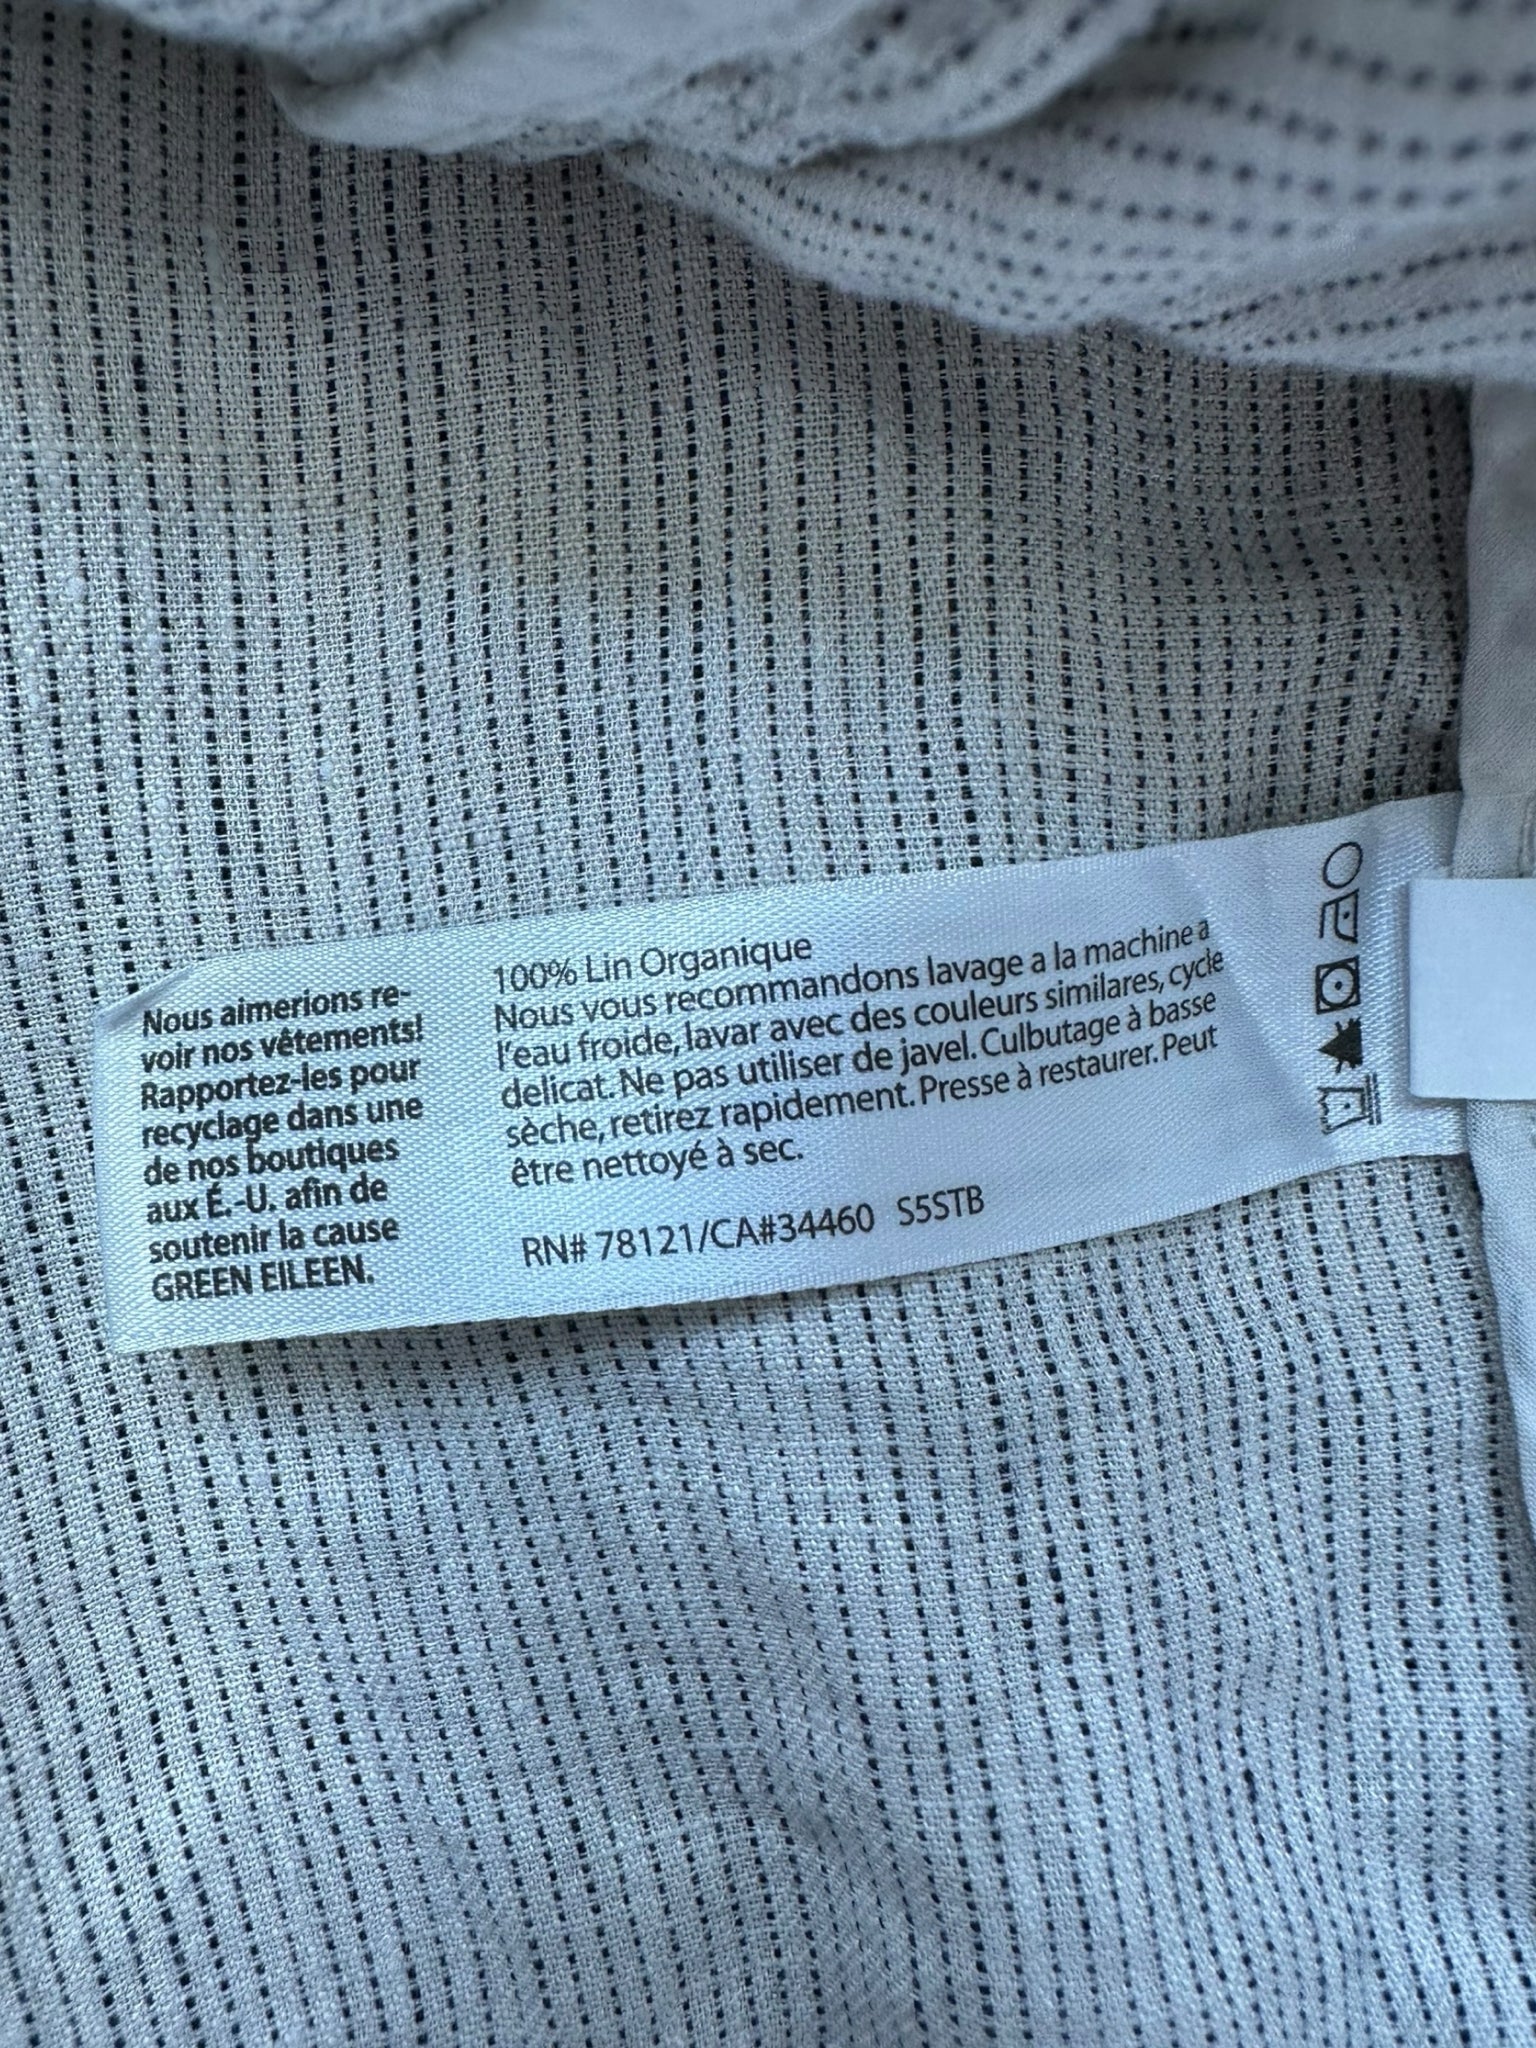 Nous aimerions re-
voir nos vêtements!
Rapportez-les pour
recyclage dans une
de nos boutiques
aux É.-U. afin de
soutenir la cause
GREEN EILEEN.
100% Lin Organique
Nous vous recommandons lavage a la machine a
l'eau froide, lavar avec des couleurs similares, cycle
delicat. Ne pas utiliser de javel. Culbutage à basse
sèche, retirez rapidement. Presse à restaurer. Peut
être nettoyé à sec.
RN# 78121/CA#34460 S5STB